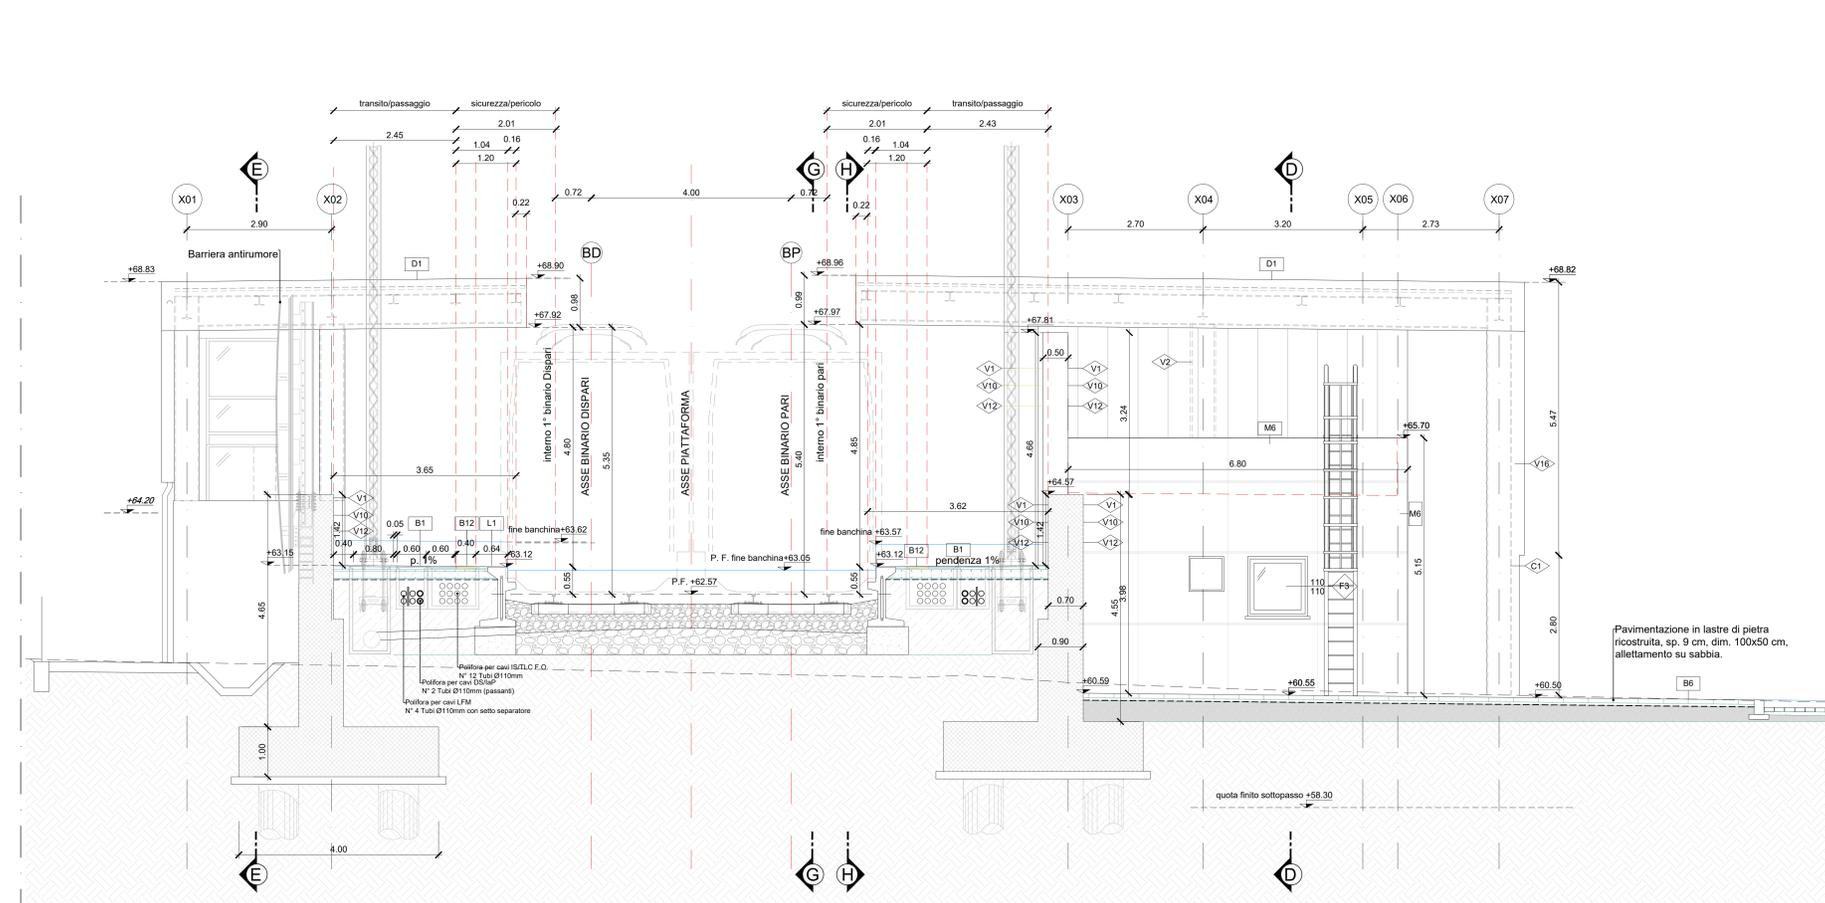 transito/passaggio
sicurezza/pericolo
sicurezza/pericolo
transito/passaggio
2.01
2.01
2.43
2.45
1.04
0.16
0.16
1.04
1.20
1.20
E
G
H
D
X01
X02
0.72
4.00
0.72
X03
X04
X05
X06
X07
0.22
0.22
2.90
2.70
3.20
2.73
Barriera antirumore
BD
BP
+68.83
D1
+68.90
+68.96
D1
+68.82
0.98
0.99
+67.92
+67.97
+67.81
0.50
V1
V1
V2
V10
V10
V12
V12
interno 1° binario Dispari
ASSE BINARIO DISPARI
ASSE PIATTAFORMA
ASSE BINARIO PARI
interno 1° binario pari
4.80
5.35
5.40
4.85
4.66
3.24
5.47
M6
+65.70
6.80
V16
3.65
+64.20
+64.57
V1
V10
V12
1.42
0.05
B1
B12
L1
fine banchina+63.62
fine banchina
+63.57
3.62
V1
V10
V12
1.42
V1
V10
V12
M6
0.40
0.80
0.60
0.60
0.40
0.64
p. 1%
+63.15
+63.12
P. F. fine banchina+63.05
+63.12
B12
B1
pendenza 1%
0.55
P.F. +62.57
0.55
110
110
F3
C1
5.15
4.65
0.70
4.55
3.98
0.90
2.80
Pavimentazione in lastre di pietra
ricostruita, sp. 9 cm, dim. 100x50 cm,
allettamento su sabbia.
Polifora per cavi IS/TLC F.O.
N° 12 Tubi Ø110mm
Polifora per cavi DS/IaP
N° 2 Tubi Ø110mm (passanti)
Polifora per cavi LFM
N° 4 Tubi Ø110mm con setto separatore
+60.59
+60.55
+60.50
B6
1.00
quota finito sottopasso +58.30
4.00
E
G
H
D